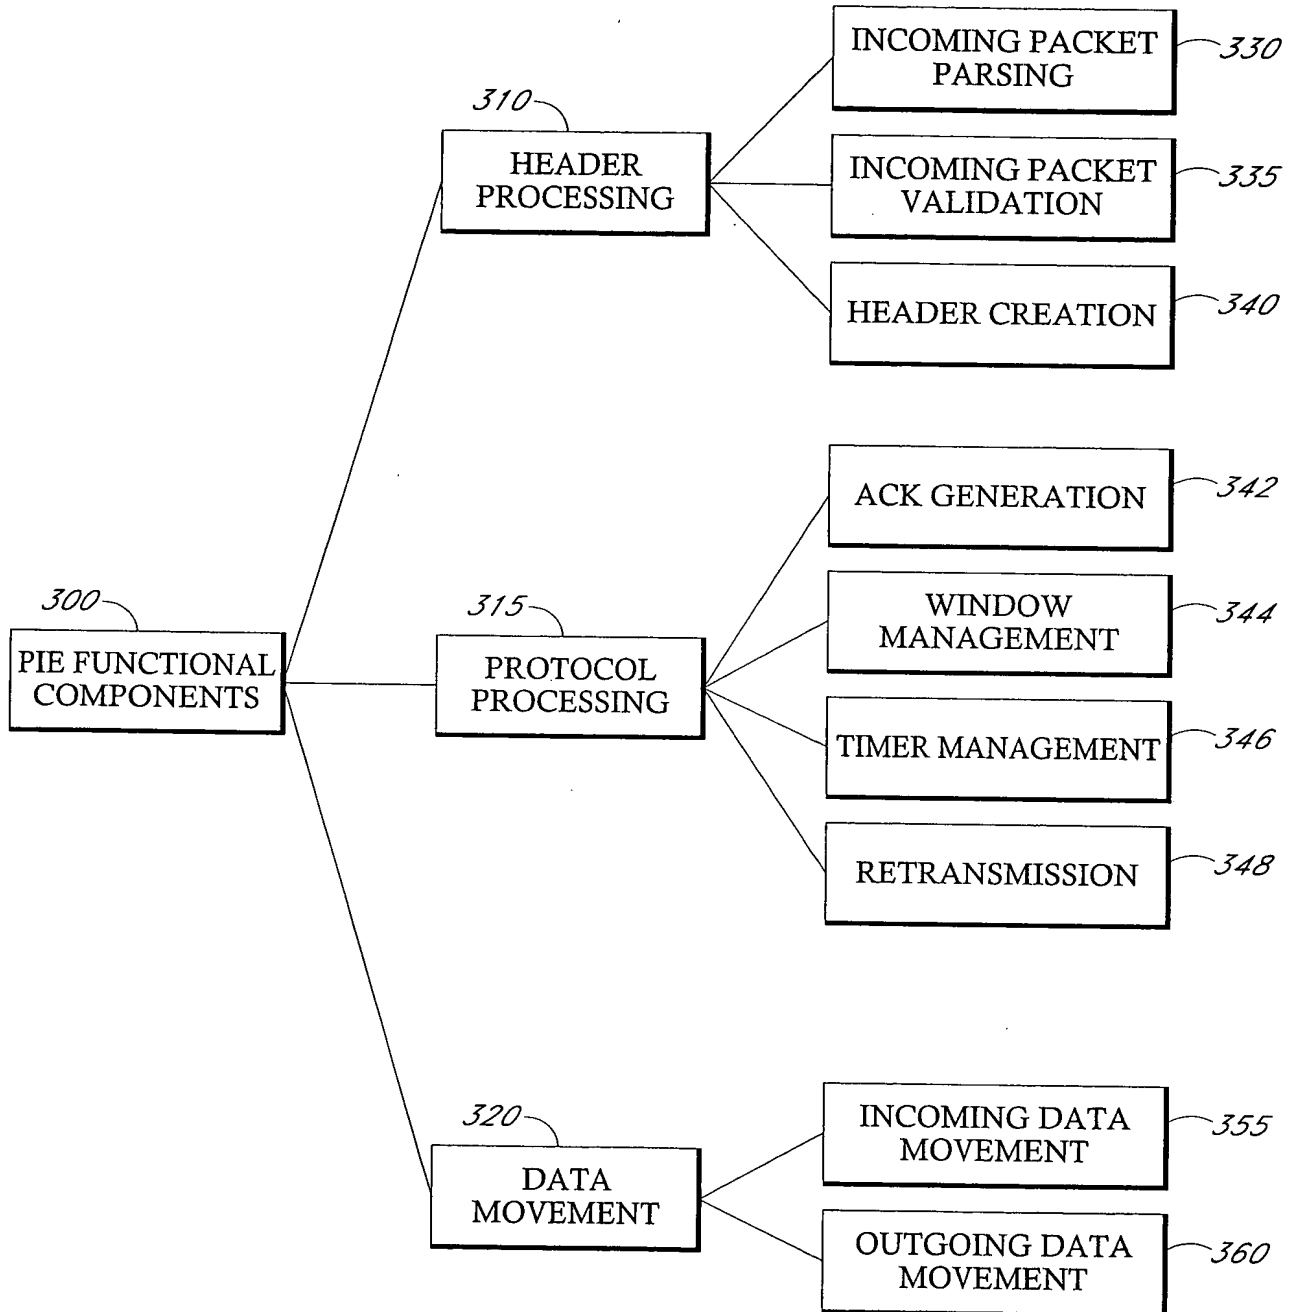 INCOMING PACKET
PARSING
330
310
HEADER
PROCESSING
INCOMING PACKET
VALIDATION
335
HEADER CREATION
340
ACK GENERATION
342
300
PIE FUNCTIONAL
COMPONENTS
315
PROTOCOL
PROCESSING
WINDOW
MANAGEMENT
344
TIMER MANAGEMENT
346
RETRANSMISSION
348
320
DATA
MOVEMENT
INCOMING DATA
MOVEMENT
355
OUTGOING DATA
MOVEMENT
360